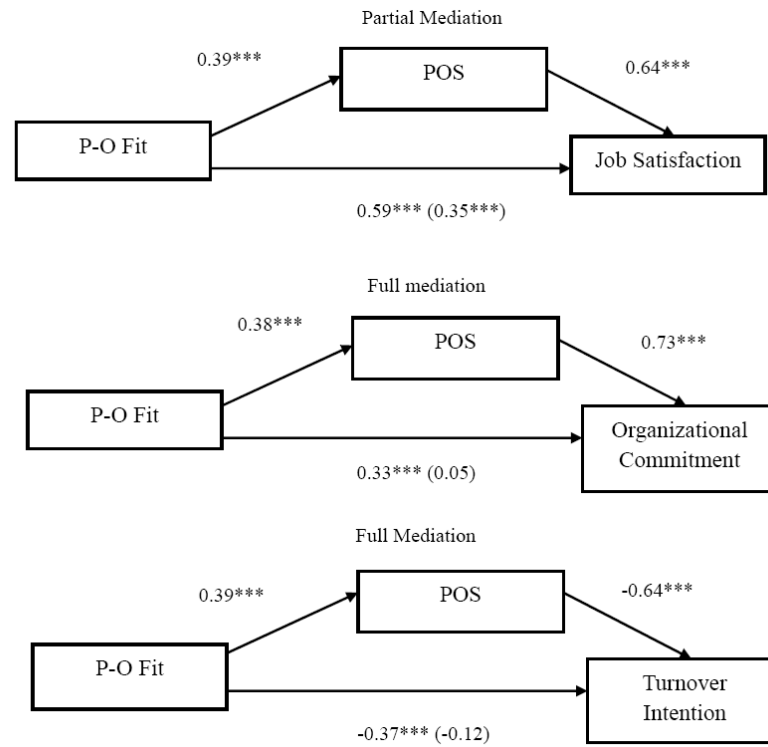 Partial Mediation
0.39***
POS
0.64***
P-O Fit
Job Satisfaction
0.59*** (0.35***)
Full mediation
0.38***
POS
0.73***
P-O Fit
Organizational
Commitment
0.33*** (0.05)
Full Mediation
0.39***
POS
-0.64***
P-O Fit
Turnover
Intention
-0.37*** (-0.12)